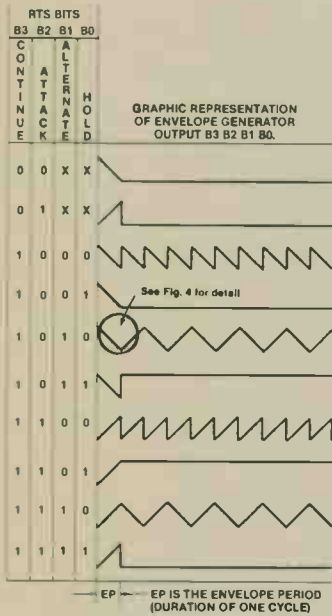 RTS BITS
B3 B2 B1 B0
CONTINUE ATTACK ALTERNATE HOLD
GRAPHIC REPRESENTATION
OF ENVELOPE GENERATOR
OUTPUT B3 B2 B1 B0.
0 0 X X
0 1 X X
1 0 0 0
1 0 0 1
See Fig. 4 for detail
1 0 1 0
1 0 1 1
1 1 0 0
1 1 0 1
1 1 1 0
1 1 1 1
EP EP IS THE ENVELOPE PERIOD
(DURATION OF ONE CYCLE)